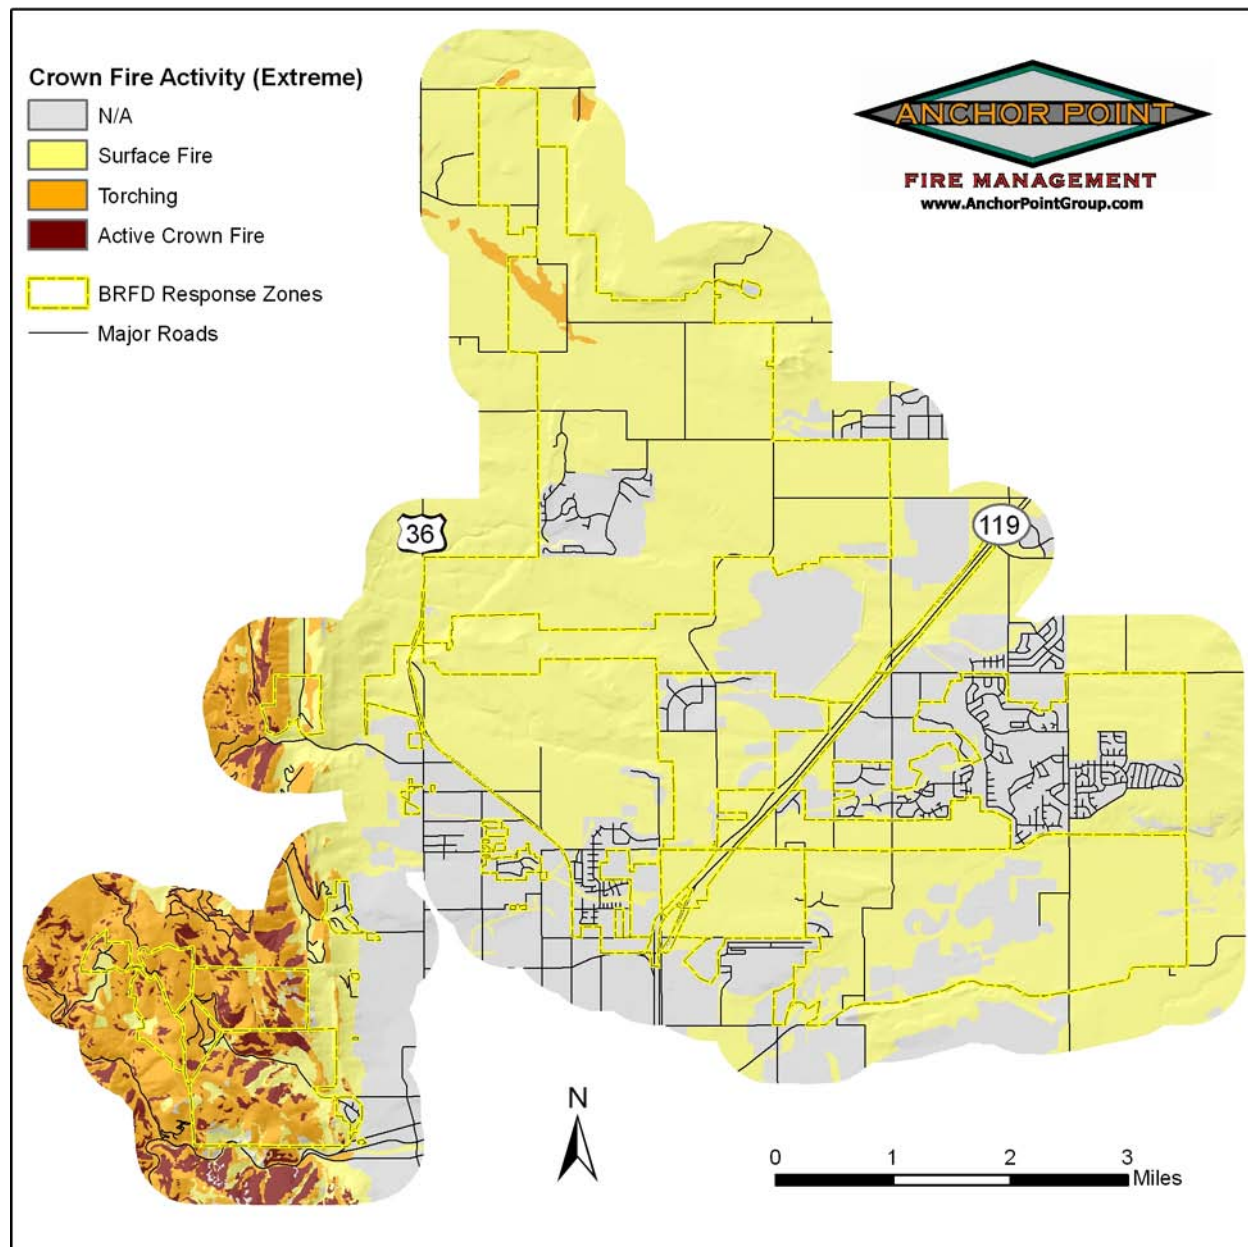 Crown Fire Activity (Extreme)
N/A
Surface Fire
Torching
Active Crown Fire
BRFD Response Zones
Major Roads
ANCHOR POINT
FIRE MANAGEMENT
www.AnchorPointGroup.com
36
119
N
0 1 2 3
Miles